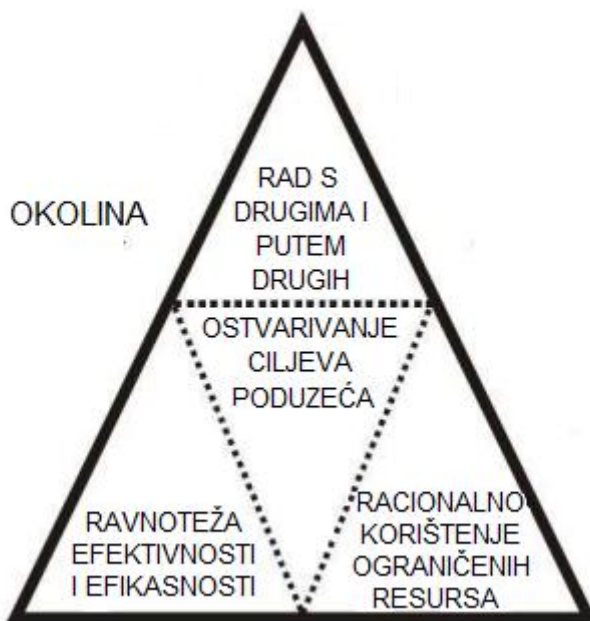 OKOLINA
RAD S
DRUGIMA I
PUTEM
DRUGIH
OSTVARIVANJE
CILJEVA
PODUZEĆA
RAVNOTEŽA
EFEKTIVNOSTI
I EFIKASNOSTI
RACIONALNO
KORIŠTENJE
OGRANIČENIH
RESURSA